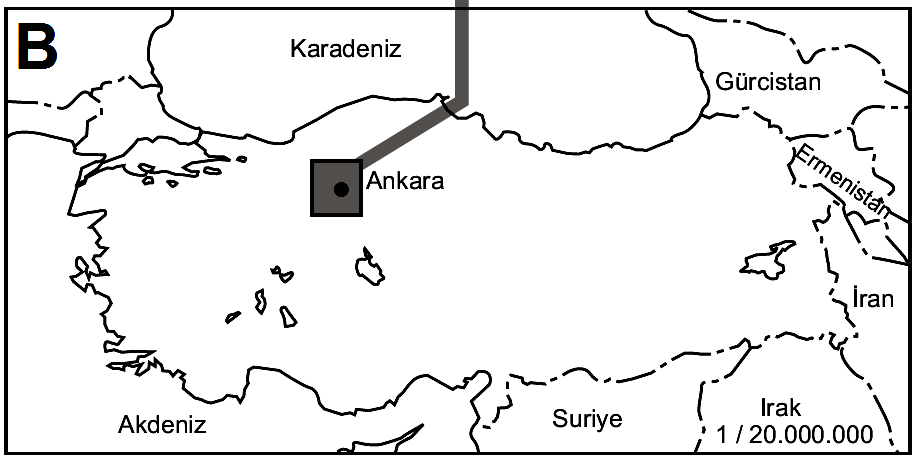 B
Karadeniz
Gürcistan
Ankara
Ermenistan
İran
Akdeniz
Suriye
Irak
1 / 20.000.000